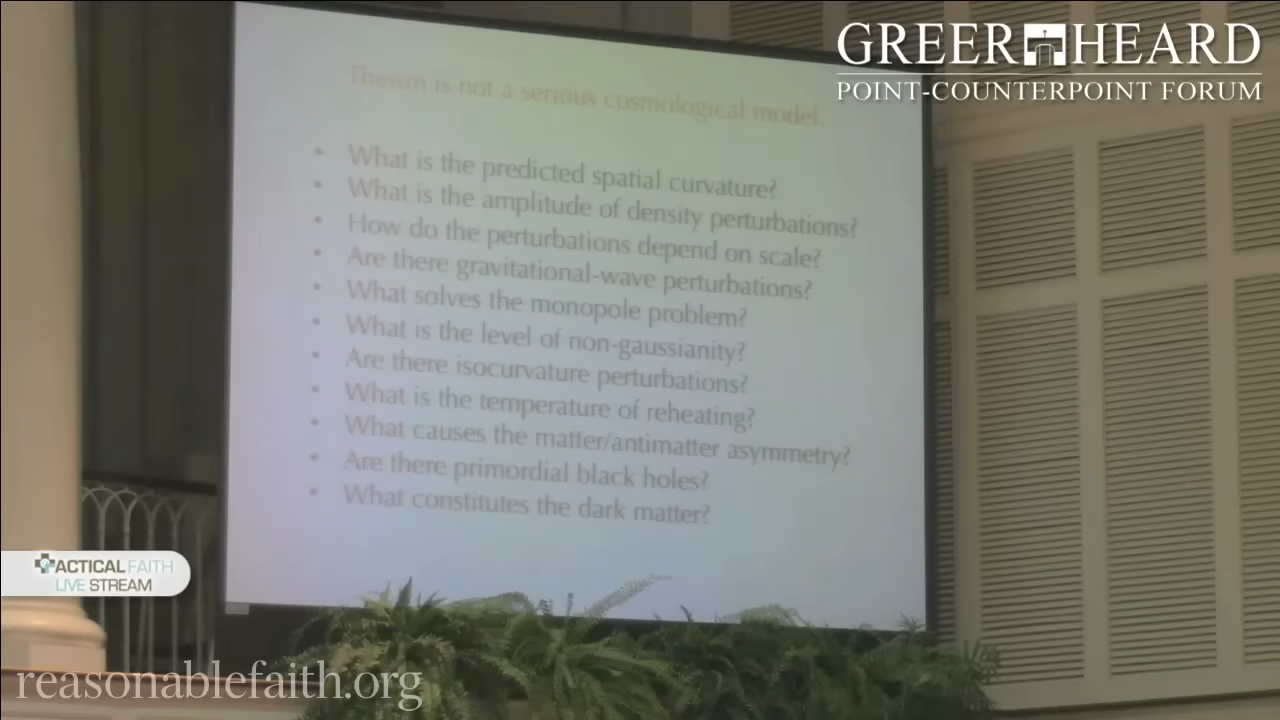 GREER HEARD
POINT-COUNTERPOINT FORUM
Theism is not a serious cosmological model.
• What is the predicted spatial curvature?
• What is the amplitude of density perturbations?
• How do the perturbations depend on scale?
• Are there gravitational-wave perturbations?
• What solves the monopole problem?
• What is the level of non-gaussianity?
• Are there isocurvature perturbations?
• What is the temperature of reheating?
• What causes the matter/antimatter asymmetry?
• Are there primordial black holes?
• What constitutes the dark matter?
ACTICAL FAITH
LIVE STREAM
reasonablefaith.org